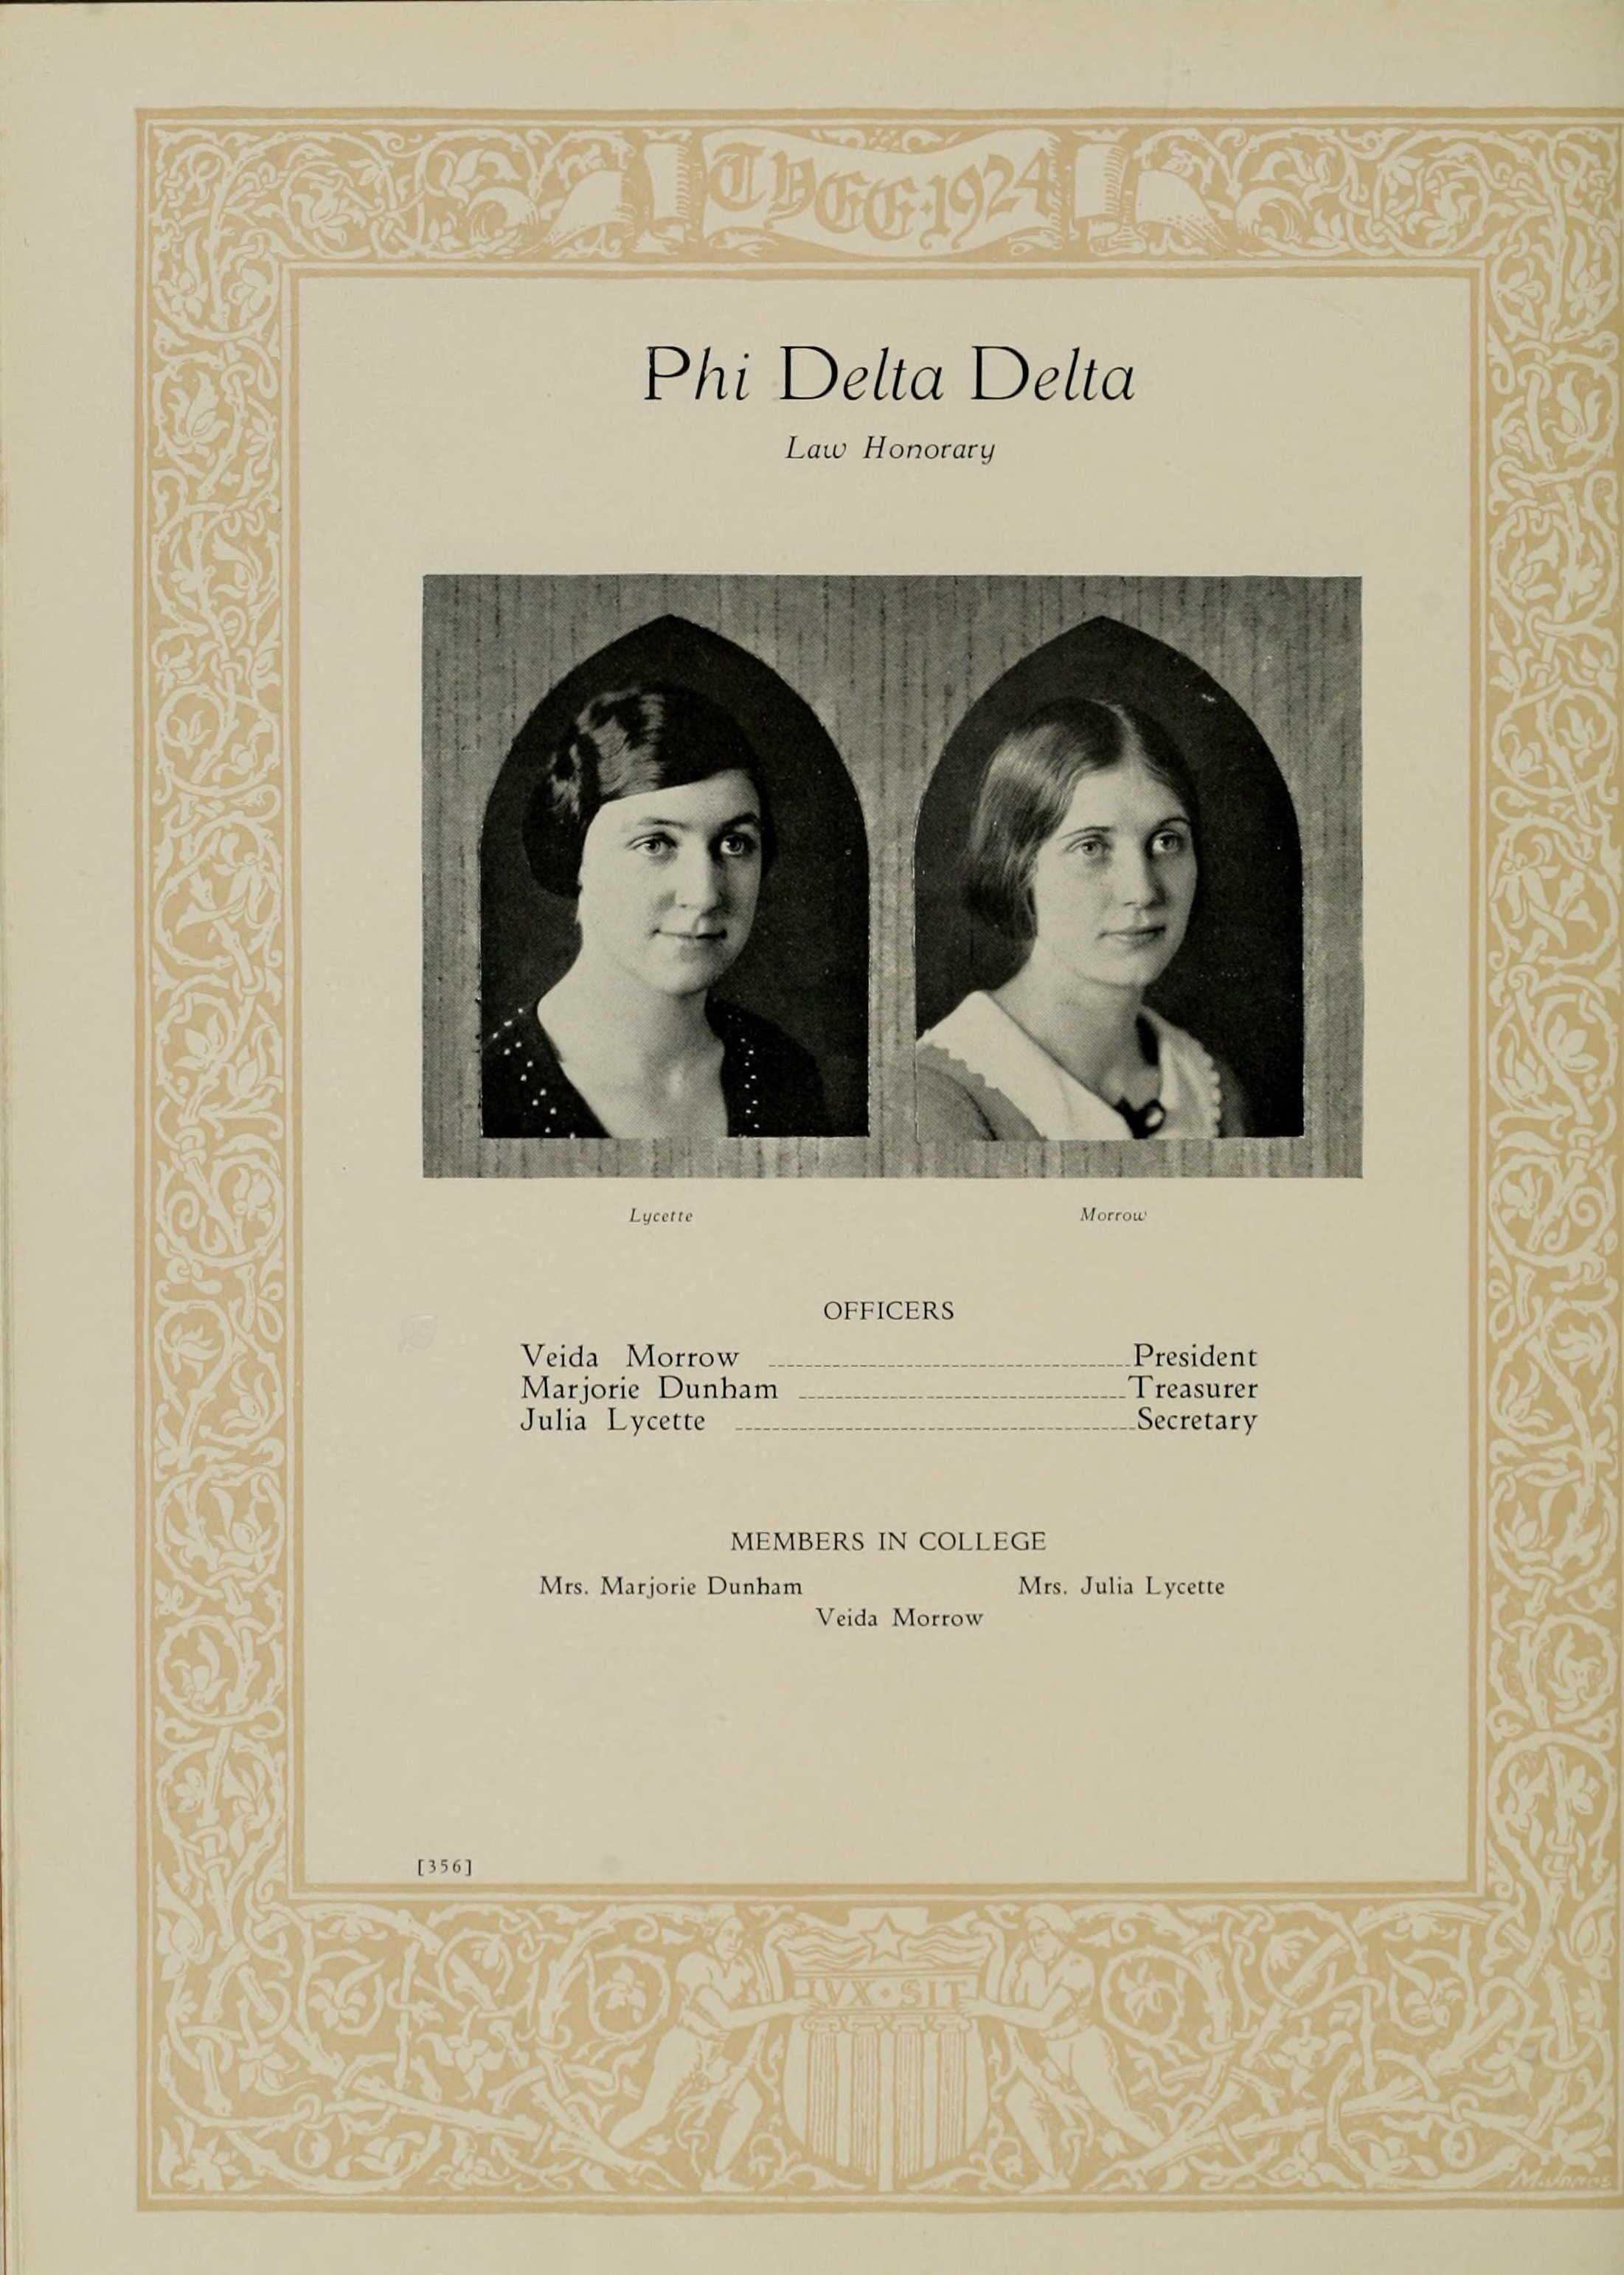 TYEE·1924
Phi Delta Delta
Law Honorary
Lycette Morrow
OFFICERS
Veida Morrow President
Marjorie Dunham Treasurer
Julia Lycette Secretary
MEMBERS IN COLLEGE
Mrs. Marjorie Dunham Mrs. Julia Lycette
Veida Morrow
[356]
LVX·SIT
M. Jones